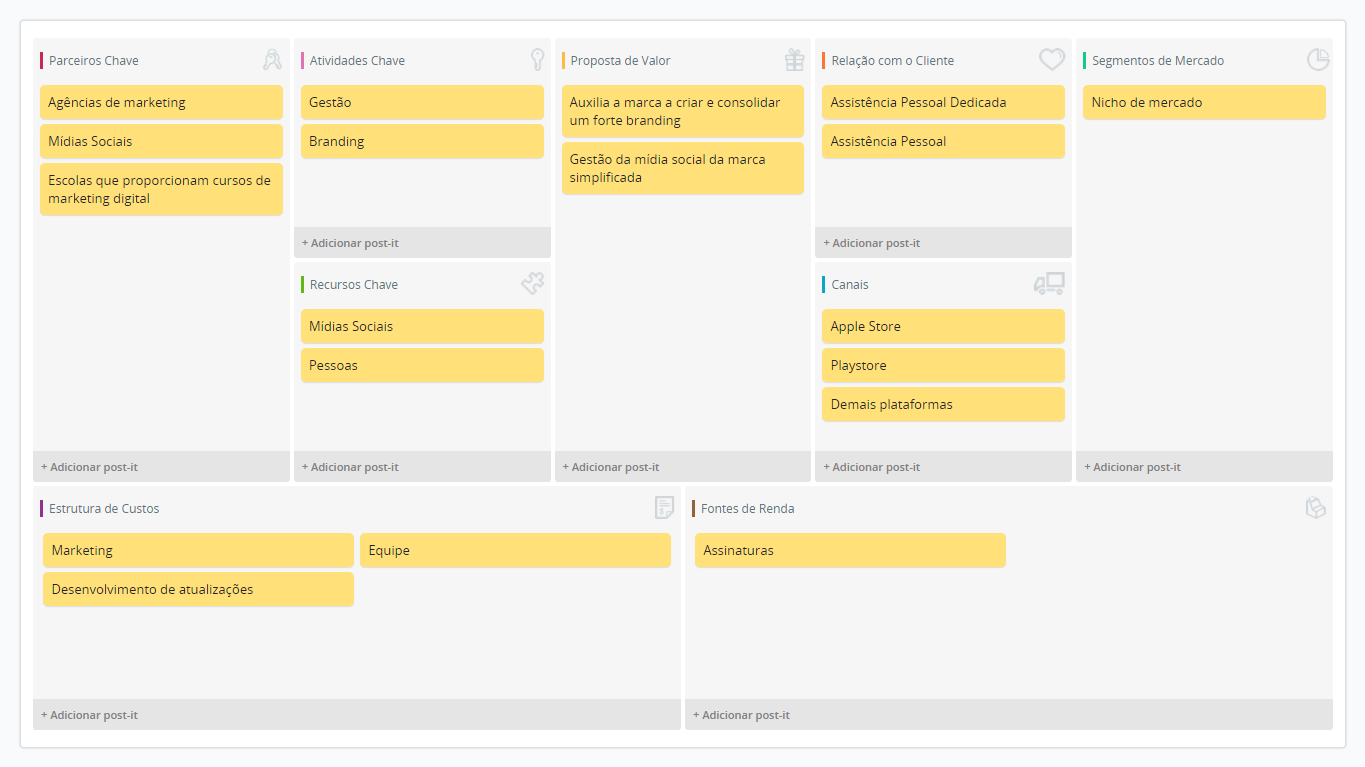 Parceiros Chave
Agências de marketing
Mídias Sociais
Escolas que proporcionam cursos de
marketing digital
+ Adicionar post-it
Atividades Chave
Gestão
Branding
+ Adicionar post-it
Recursos Chave
Mídias Sociais
Pessoas
+ Adicionar post-it
Proposta de Valor
Auxilia a marca a criar e consolidar
um forte branding
Gestão da mídia social da marca
simplificada
+ Adicionar post-it
Relação com o Cliente
Assistência Pessoal Dedicada
Assistência Pessoal
+ Adicionar post-it
Canais
Apple Store
Playstore
Demais plataformas
+ Adicionar post-it
Segmentos de Mercado
Nicho de mercado
+ Adicionar post-it
Estrutura de Custos
Marketing
Equipe
Desenvolvimento de atualizações
+ Adicionar post-it
Fontes de Renda
Assinaturas
+ Adicionar post-it